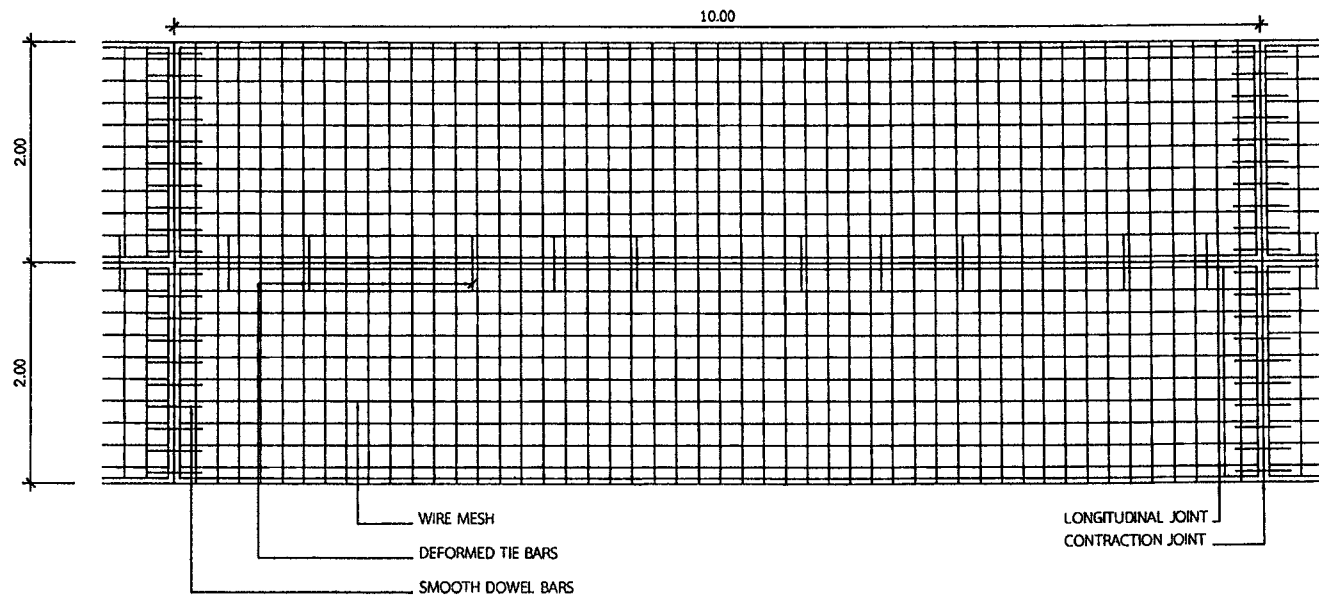 10.00
2.00
2.00
WIRE MESH
DEFORMED TIE BARS
SMOOTH DOWEL BARS
LONGITUDINAL JOINT
CONTRACTION JOINT